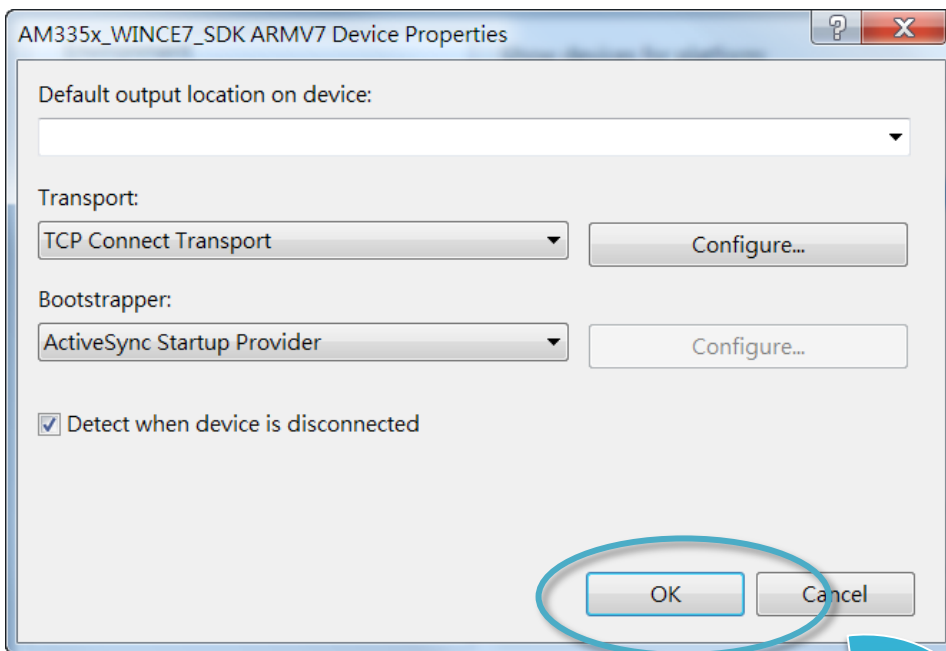 AM335x_WINCE7_SDK ARMV7 Device Properties
Default output location on device:
Transport:
TCP Connect Transport
Configure...
Bootstrapper:
ActiveSync Startup Provider
Configure...
Detect when device is disconnected
OK
Cancel